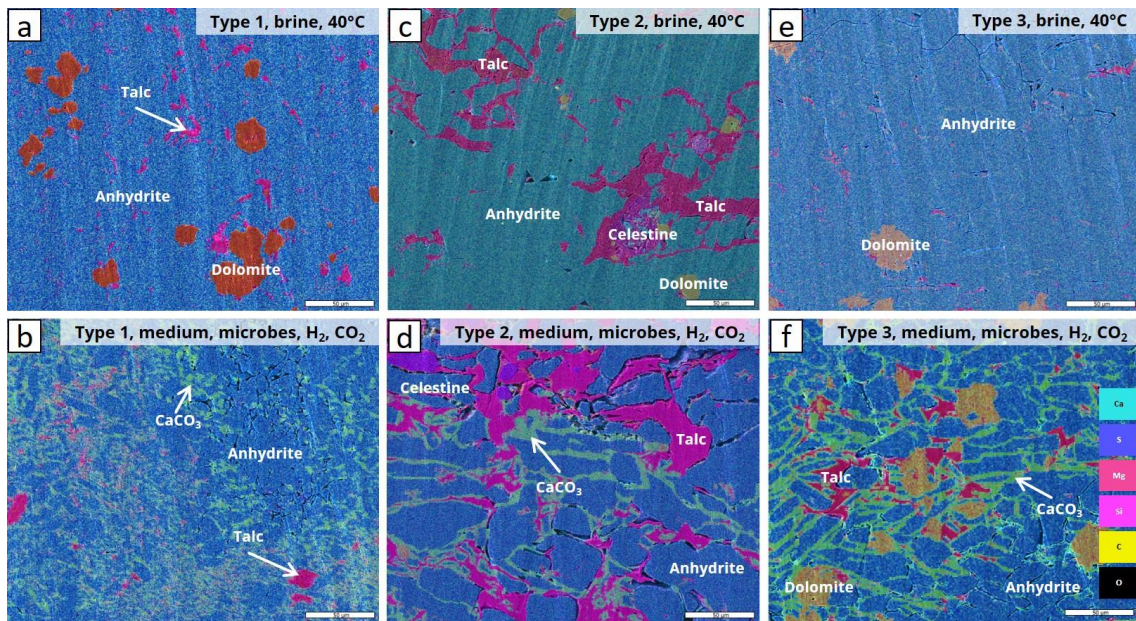 a
Type 1, brine, 40°C
Talc
Anhydrite
Dolomite
50 µm
c
Type 2, brine, 40°C
Talc
Anhydrite
Talc
Celestine
Dolomite
50 µm
e
Type 3, brine, 40°C
Anhydrite
Dolomite
50 µm
b
Type 1, medium, microbes, H₂, CO₂
CaCO₃
Anhydrite
Talc
50 µm
d
Type 2, medium, microbes, H₂, CO₂
Celestine
Talc
CaCO₃
Anhydrite
50 µm
f
Type 3, medium, microbes, H₂, CO₂
Talc
CaCO₃
Dolomite
Anhydrite
50 µm
Ca
S
Mg
Si
C
O